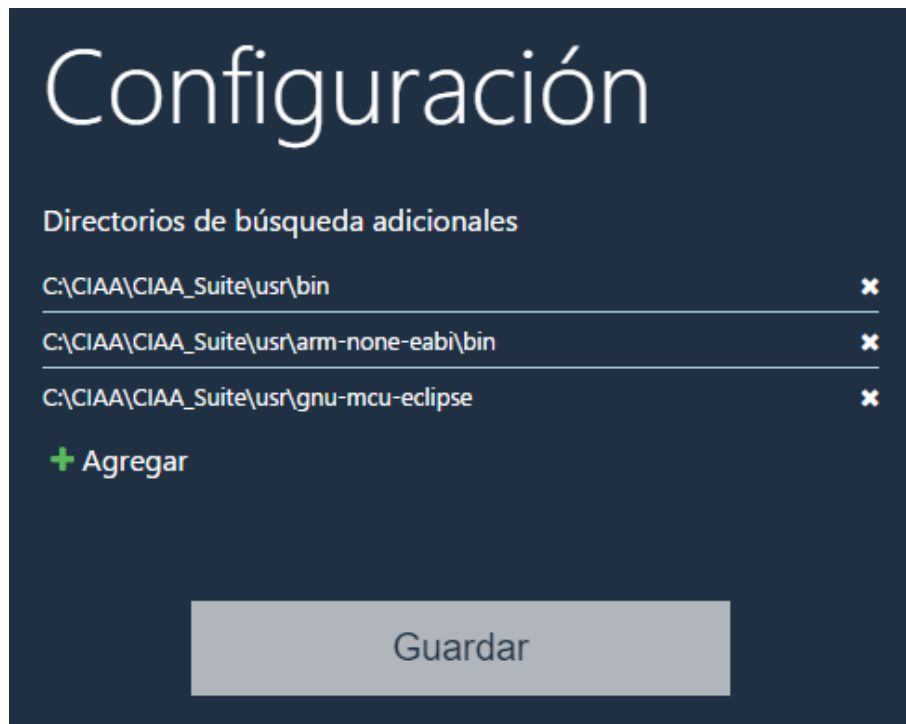 Configuración
Directorios de búsqueda adicionales
C:\CIAA\CIAA_Suite\usr\bin
C:\CIAA\CIAA_Suite\usr\arm-none-eabi\bin
C:\CIAA\CIAA_Suite\usr\gnu-mcu-eclipse
Agregar
Guardar